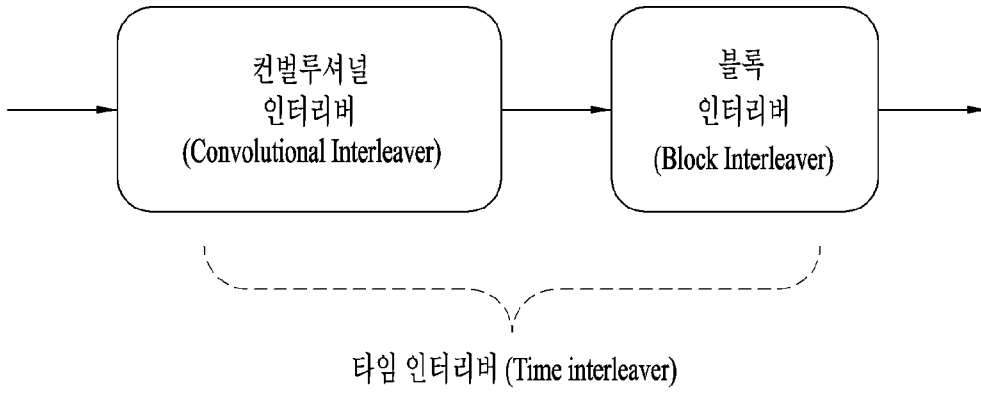 컨벌루셔널
인터리버
(Convolutional Interleaver)
블록
인터리버
(Block Interleaver)
타임 인터리버 (Time interleaver)